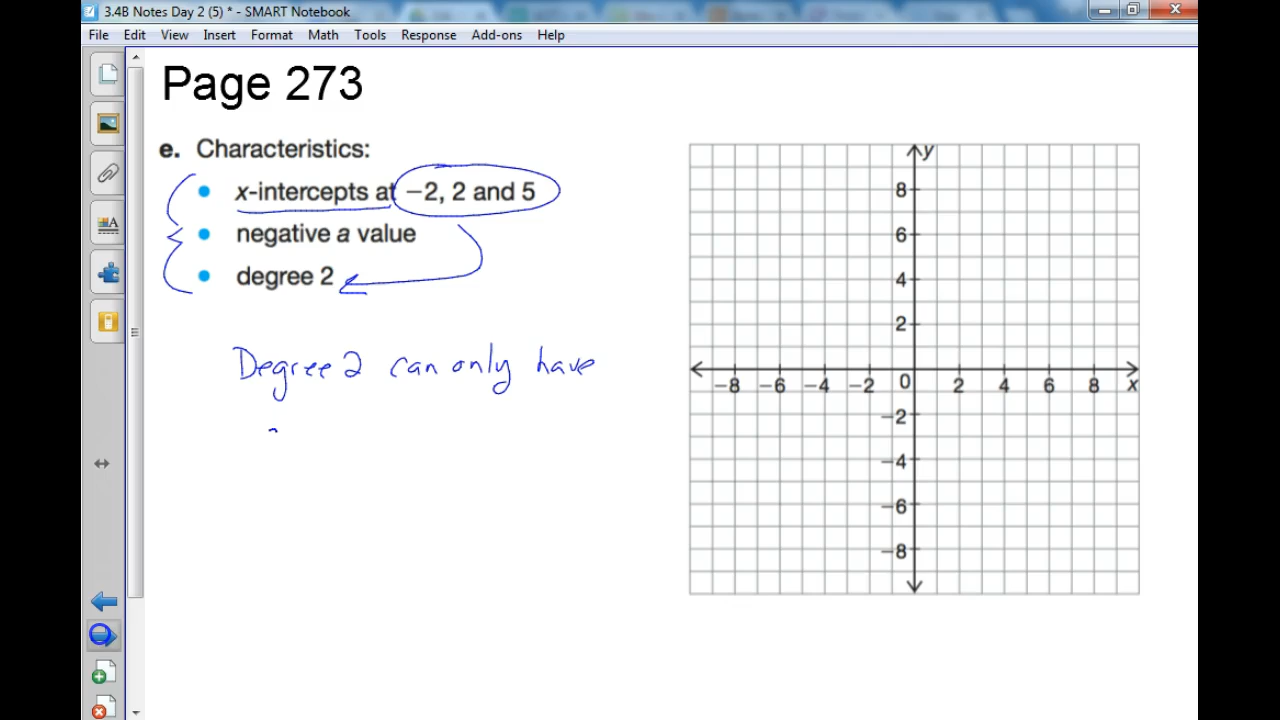 3.4B Notes Day 2 (5) * - SMART Notebook
File Edit View Insert Format Math Tools Response Add-ons Help
Page 273
e. Characteristics:
• x-intercepts at −2, 2 and 5
• negative a value
• degree 2
Degree 2 can only have
y
8
6
4
2
−8 −6 −4 −2 0 2 4 6 8 x
−2
−4
−6
−8